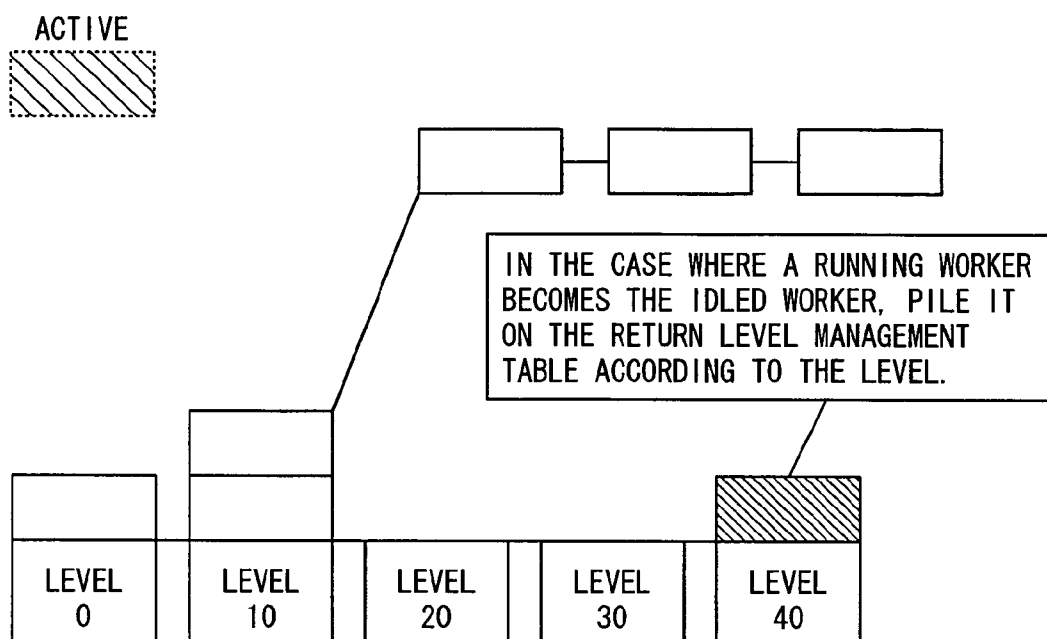 ACTIVE
IN THE CASE WHERE A RUNNING WORKER
BECOMES THE IDLED WORKER, PILE IT
ON THE RETURN LEVEL MANAGEMENT
TABLE ACCORDING TO THE LEVEL.
LEVEL
0
LEVEL
10
LEVEL
20
LEVEL
30
LEVEL
40